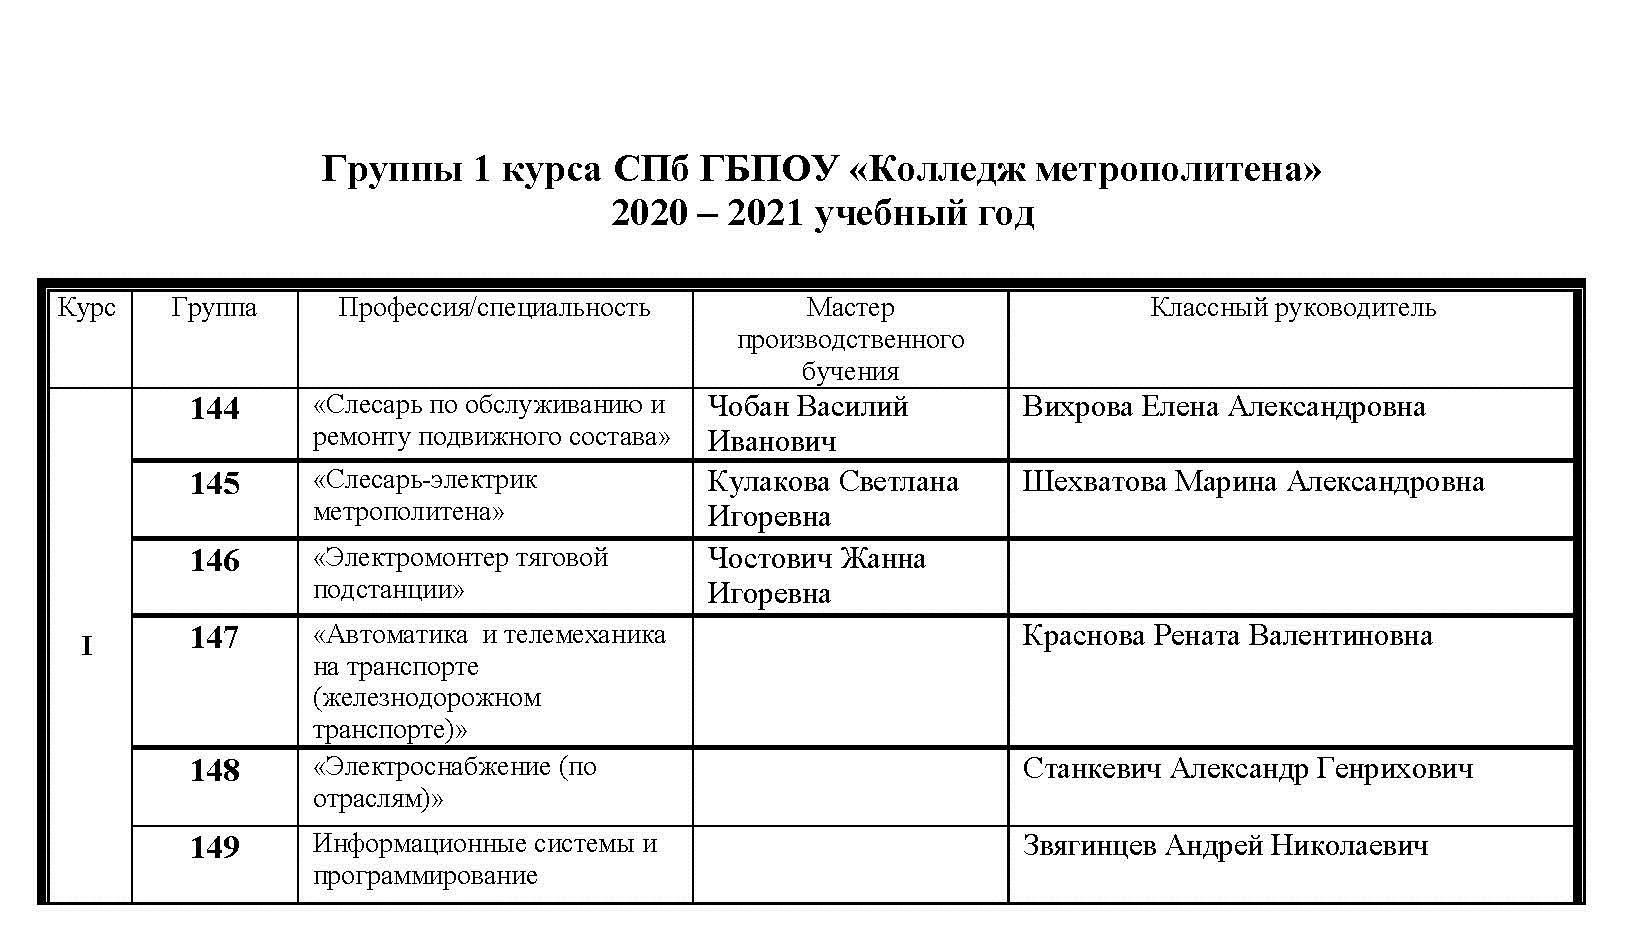 Группы 1 курса СПб ГБПОУ «Колледж метрополитена»
2020 – 2021 учебный год
Курс Группа Профессия/специальность Мастер производственного бучения Классный руководитель
I
144 «Слесарь по обслуживанию и ремонту подвижного состава» Чобан Василий Иванович Вихрова Елена Александровна
145 «Слесарь-электрик метрополитена» Кулакова Светлана Игоревна Шехватова Марина Александровна
146 «Электромонтер тяговой подстанции» Чостович Жанна Игоревна
147 «Автоматика и телемеханика на транспорте (железнодорожном транспорте)» Краснова Рената Валентиновна
148 «Электроснабжение (по отраслям)» Станкевич Александр Генрихович
149 Информационные системы и программирование Звягинцев Андрей Николаевич